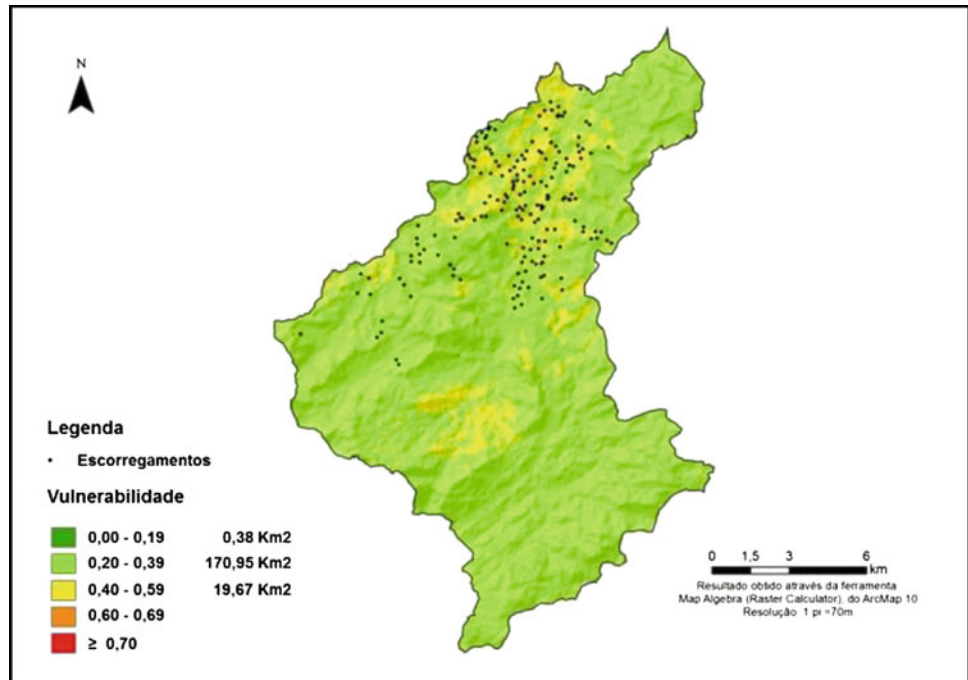 N
Legenda
Escorregamentos
Vulnerabilidade
0,00 - 0,19 0,38 Km2
0,20 - 0,39 170,95 Km2
0,40 - 0,59 19,67 Km2
0,60 - 0,69
≥ 0,70
0 1,5 3 6
km
Resultado obtido através da ferramenta
Map Algebra (Raster Calculator), do ArcMap 10
Resolução 1 pi =70m